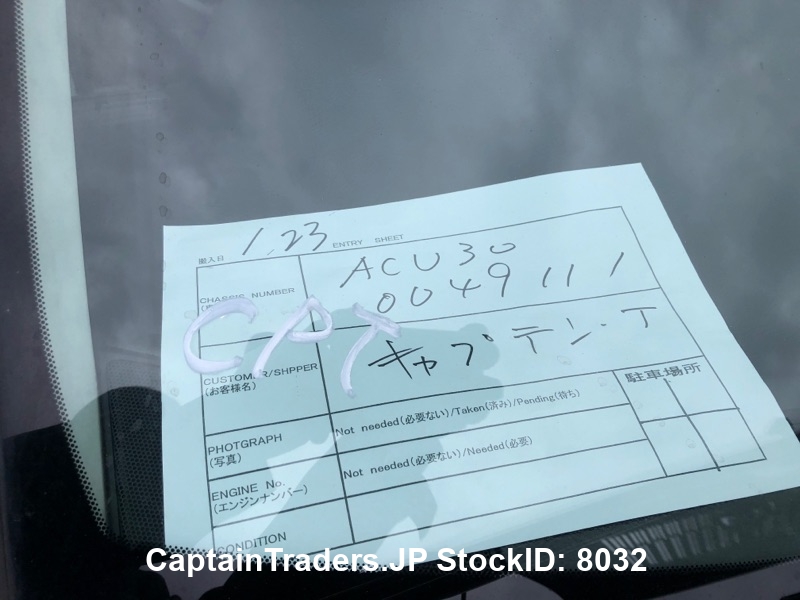 搬入日 1.23 ENTRY SHEET
CHASSIS NUMBER
ACU30
0049111
CPT
CUSTOMER/SHPPER
(お客様名)
キャプテン・T
駐車場所
PHOTGRAPH
(写真)
Not needed(必要ない)/Taken(済み)/Pending(待ち)
ENGINE No.
(エンジンナンバー)
Not needed(必要ない)/Needed(必要)
CONDITION
CaptainTraders.JP StockID: 8032